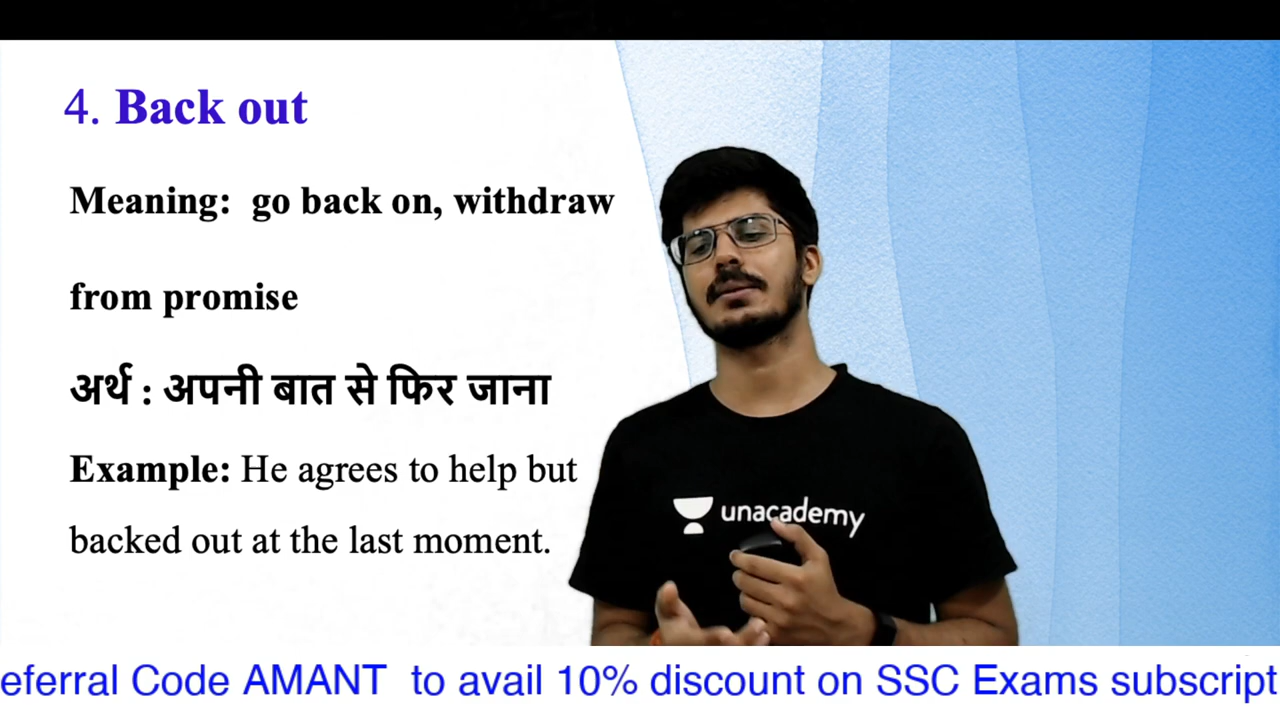 4. Back out
Meaning: go back on, withdraw
from promise
अर्थ : अपनी बात से फिर जाना
Example: He agrees to help but
backed out at the last moment.
unacademy
eferral Code AMANT to avail 10% discount on SSC Exams subscript